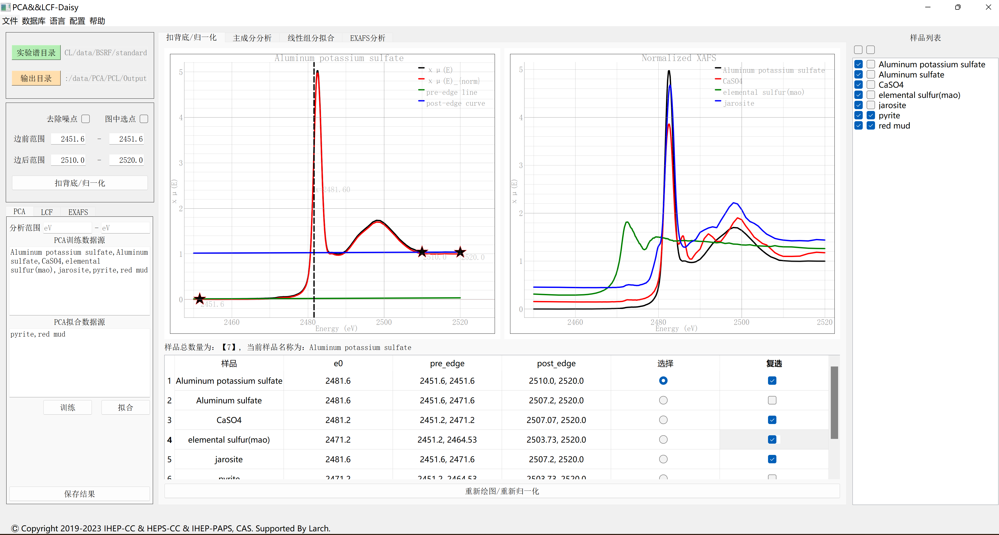 PCA&&LCF-Daisy
文件 数据库 语言 配置 帮助
实验谱目录 CL/data/BSRF/standard
输出目录 :/data/PCA/PCL/Output
去除噪点 图中选点
边前范围 2451.6 - 2451.6
边后范围 2510.0 - 2520.0
扣背底/归一化
PCA LCF EXAFS
分析范围 eV - eV
PCA训练数据源
Aluminum potassium sulfate,Aluminum
sulfate,CaSO4,elemental
sulfur(mao),jarosite,pyrite,red mud
PCA拟合数据源
pyrite,red mud
训练 拟合
保存结果
扣背底/归一化 主成分分析 线性组分拟合 EXAFS分析
Aluminum potassium sulfate
x μ(E)
x μ(E)_{norm}
pre-edge line
post-edge curve
5
4
3
2
1
0
x μ(E)
x=2481.60
2451.6
2510.0
2520.0
2460 2480 2500 2520
Energy (eV)
Normalized XAFS
Aluminum potassium sulfate
CaSO4
elemental sulfur(mao)
jarosite
5
4
3
2
1
0
x μ(E)
2460 2480 2500 2520
Energy (eV)
样品总数量为：【7】, 当前样品名称为：Aluminum potassium sulfate
样品 e0 pre_edge post_edge 选择 复选
1 Aluminum potassium sulfate 2481.6 2451.6, 2451.6 2510.0, 2520.0
2 Aluminum sulfate 2481.6 2451.6, 2471.6 2507.2, 2520.0
3 CaSO4 2481.2 2451.2, 2471.2 2507.07, 2520.0
4 elemental sulfur(mao) 2471.2 2451.2, 2464.53 2503.73, 2520.0
5 jarosite 2481.6 2451.6, 2471.6 2507.2, 2520.0
6 pyrite 2471.2 2451.2, 2464.53 2503.73, 2520.0
重新绘图/重新归一化
样品列表
Aluminum potassium sulfate
Aluminum sulfate
CaSO4
elemental sulfur(mao)
jarosite
pyrite
red mud
© Copyright 2019-2023 IHEP-CC & HEPS-CC & IHEP-PAPS, CAS. Supported By Larch.